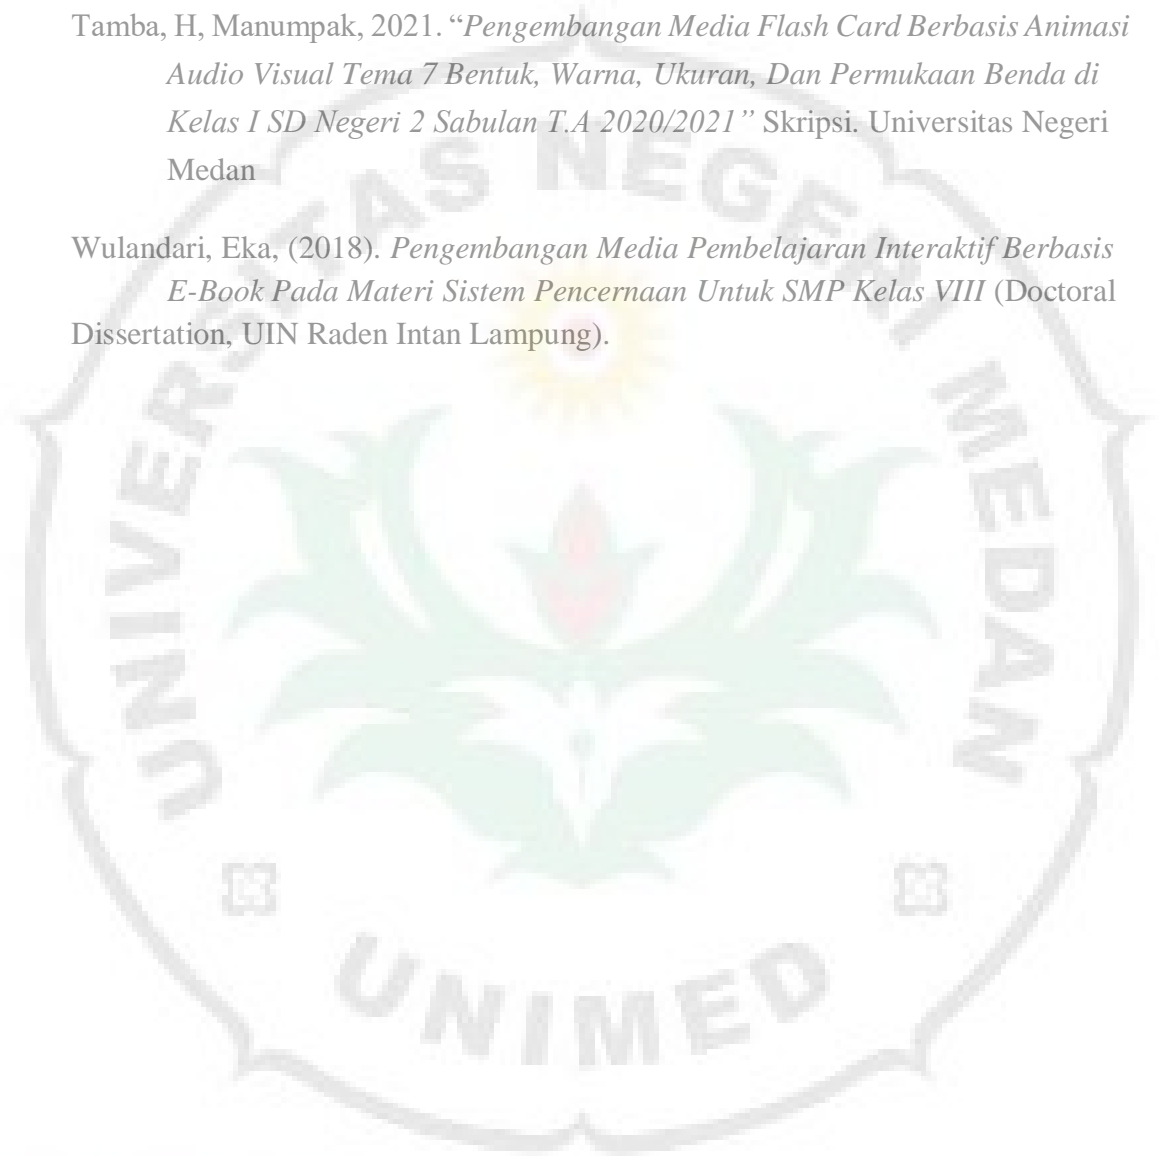 Tamba, H, Manumpak, 2021. “Pengembangan Media Flash Card Berbasis Animasi
Audio Visual Tema 7 Bentuk, Warna, Ukuran, Dan Permukaan Benda di
Kelas I SD Negeri 2 Sabulan T.A 2020/2021” Skripsi. Universitas Negeri
Medan
Wulandari, Eka, (2018). Pengembangan Media Pembelajaran Interaktif Berbasis
E-Book Pada Materi Sistem Pencernaan Untuk SMP Kelas VIII (Doctoral
Dissertation, UIN Raden Intan Lampung).
UNIVERSITAS NEGERI MEDAN
UNIMED